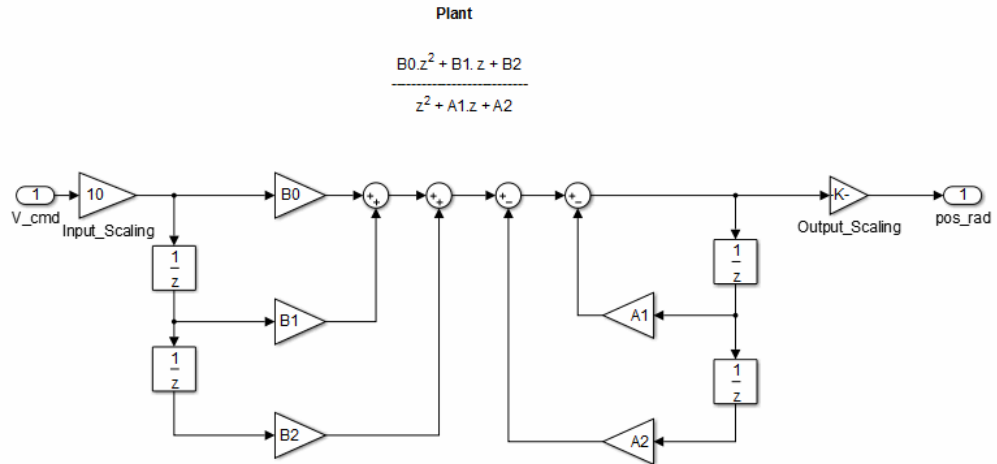 Plant
B0.z² + B1. z + B2
---------------------------
z² + A1.z + A2
1
V_cmd
10
Input_Scaling
B0
+
+
+
+
+
−
+
−
K-
Output_Scaling
1
pos_rad
1
z
1
z
B1
A1
1
z
1
z
B2
A2